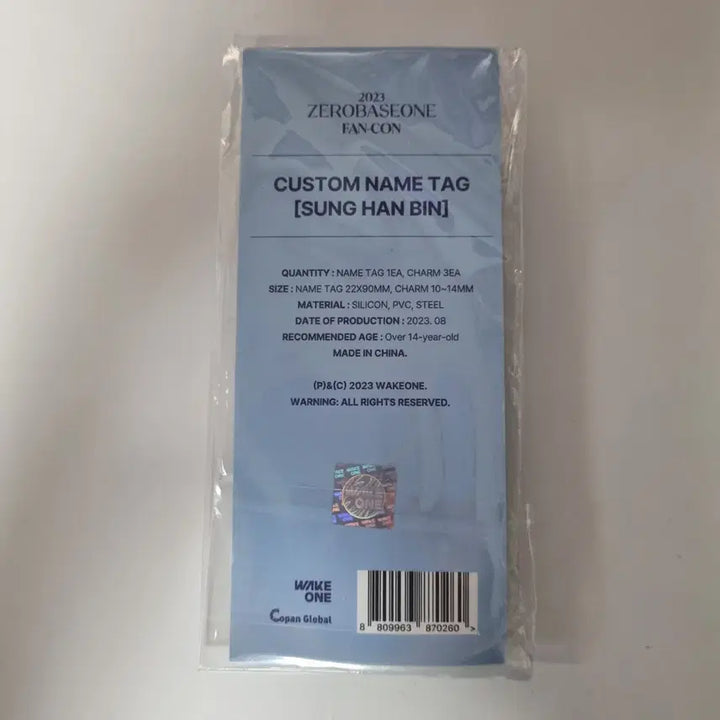 2023
ZEROBASEONE
FAN-CON
CUSTOM NAME TAG
[SUNG HAN BIN]
QUANTITY : NAME TAG 1EA, CHARM 3EA
SIZE : NAME TAG 22X90MM, CHARM 10~14MM
MATERIAL : SILICON, PVC, STEEL
DATE OF PRODUCTION : 2023. 08
RECOMMENDED AGE : Over 14-year-old
MADE IN CHINA.
(P)&(C) 2023 WAKEONE.
WARNING: ALL RIGHTS RESERVED.
WAKE
ONE
WAKE
ONE
Copan Global
8 809963 870260 >